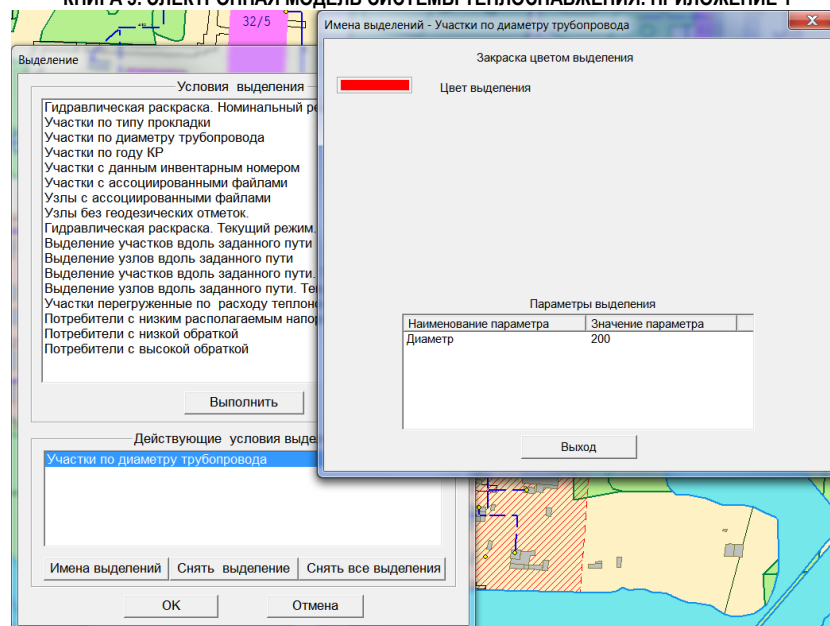 КНИГА 9. ЭЛЕКТРОННАЯ МОДЕЛЬ СИСТЕМЫ ТЕПЛОСНАБЖЕНИЯ. ПРИЛОЖЕНИЕ 1
32/5
Выделение
Условия выделения
Гидравлическая раскраска. Номинальный ре
Участки по типу прокладки
Участки по диаметру трубопровода
Участки по году КР
Участки с данным инвентарным номером
Участки с ассоциированными файлами
Узлы с ассоциированными файлами
Узлы без геодезических отметок.
Гидравлическая раскраска. Текущий режим.
Выделение участков вдоль заданного пути
Выделение узлов вдоль заданного пути
Выделение участков вдоль заданного пути.
Выделение узлов вдоль заданного пути. Те
Участки перегруженные по расходу теплон
Потребители с низким располагаемым напо
Потребители с низкой обраткой
Потребители с высокой обраткой
Выполнить
Действующие условия выде
Участки по диаметру трубопровода
Имена выделений Снять выделение Снять все выделения
OK Отмена
Имена выделений - Участки по диаметру трубопровода
X
Закраска цветом выделения
Цвет выделения
Параметры выделения
Наименование параметра Значение параметра
Диаметр 200
Выход